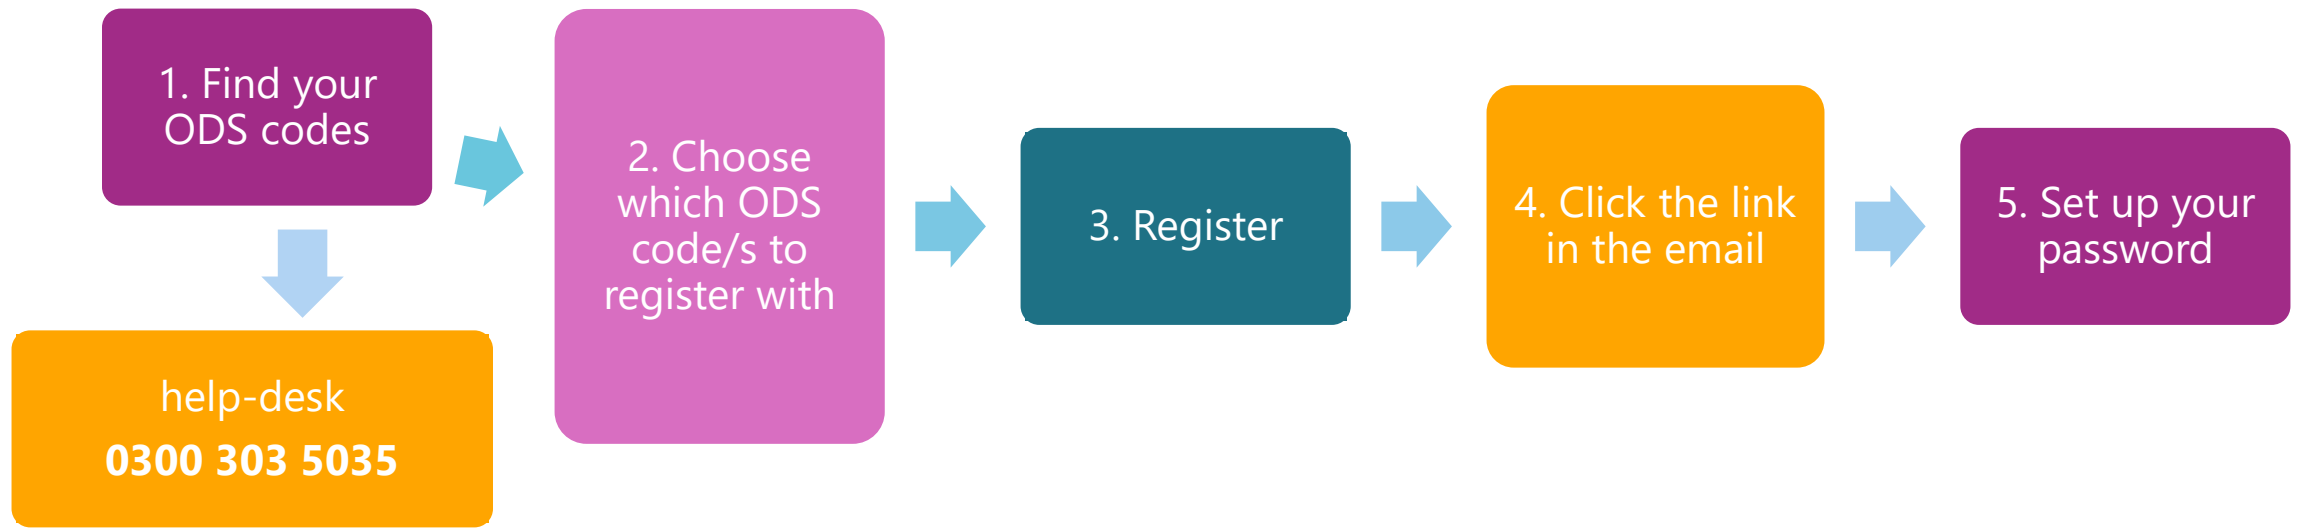 1. Find your
ODS codes
help-desk
0300 303 5035
2. Choose
which ODS
code/s to
register with
3. Register
4. Click the link
in the email
5. Set up your
password